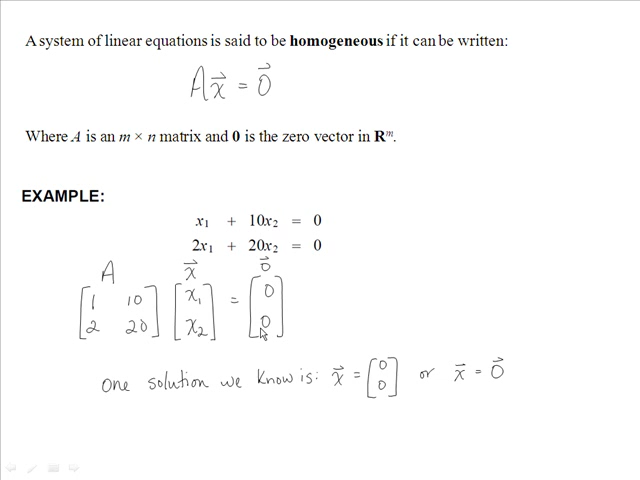 A system of linear equations is said to be homogeneous if it can be written:
A x⃗ = 0⃗
Where A is an m × n matrix and 0 is the zero vector in Rᵐ.
EXAMPLE:
x₁ + 10x₂ = 0
2x₁ + 20x₂ = 0
A x⃗ 0⃗
[1 10] [x₁] = [0]
[2 20] [x₂] [0]
One solution we know is: x⃗ = [0 0] or x⃗ = 0⃗